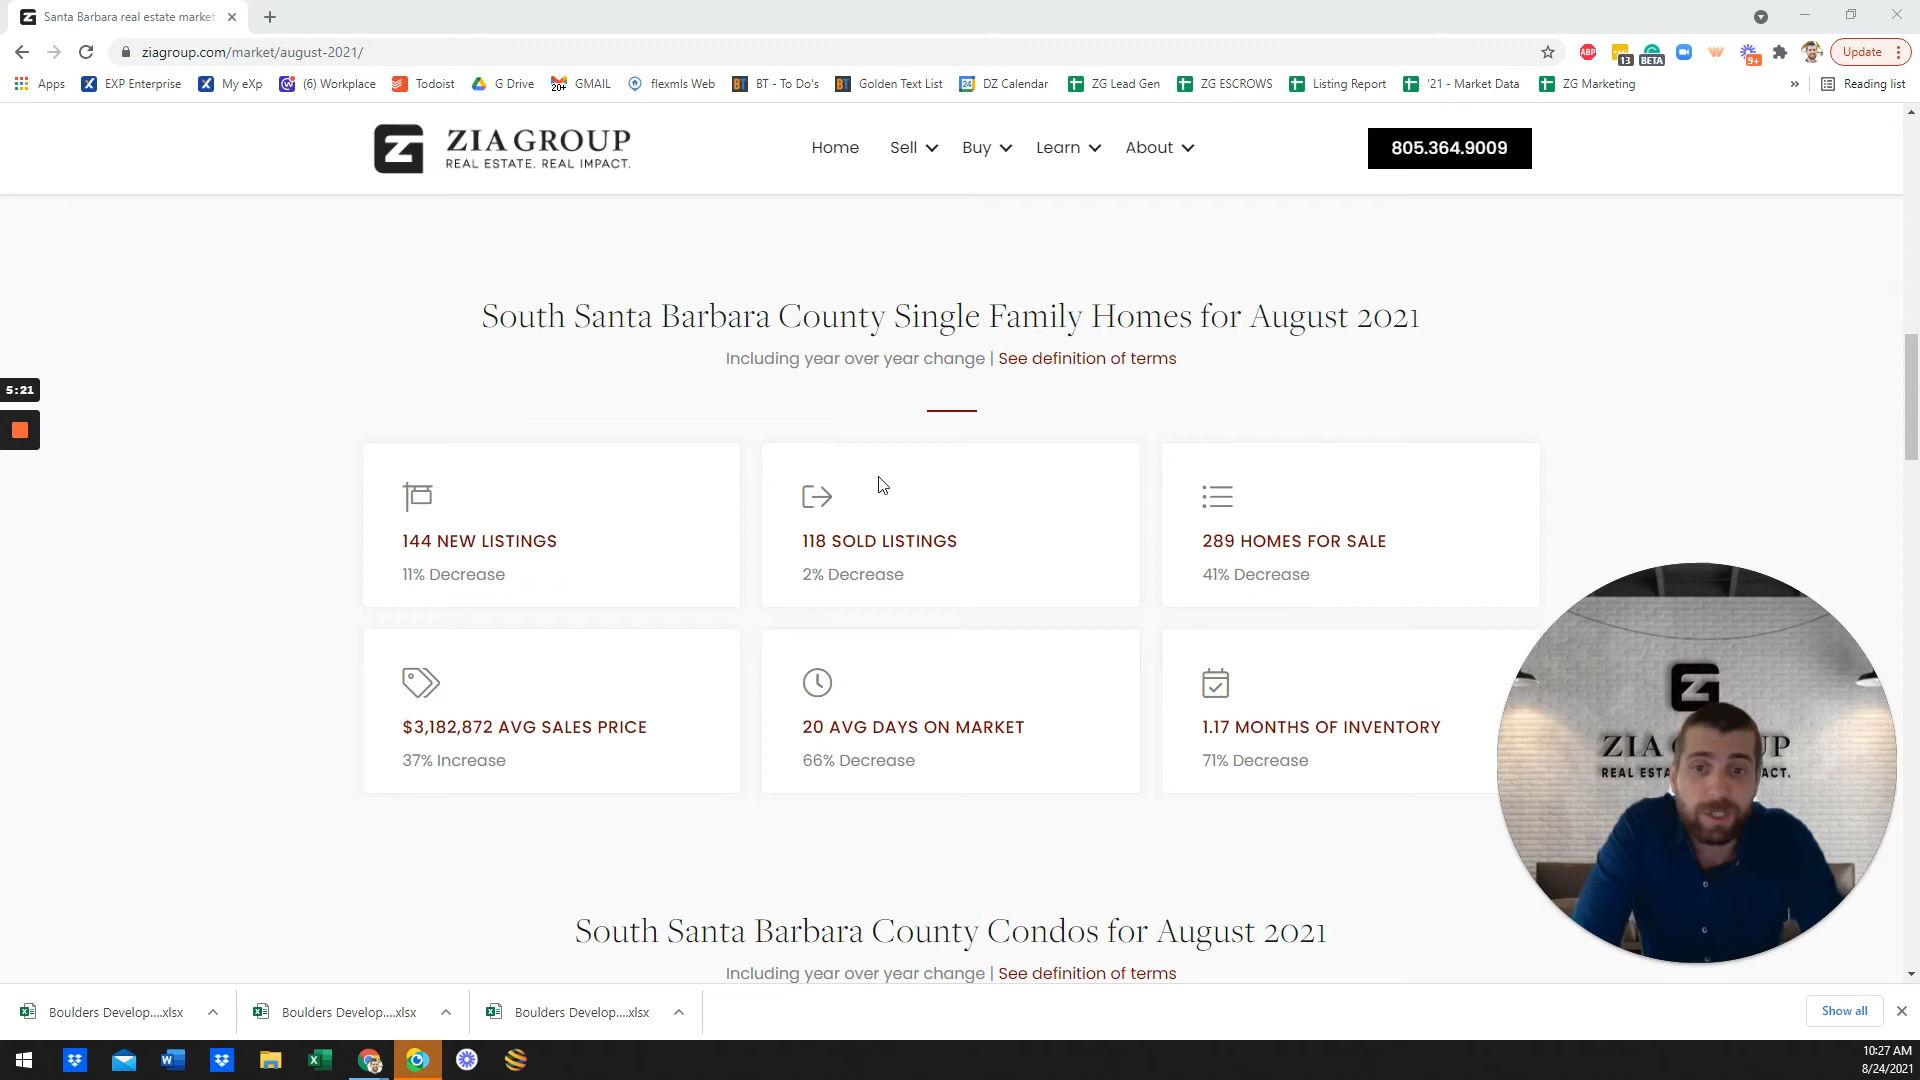 Santa Barbara real estate market
ziagroup.com/market/august-2021/
ABP
13
BETA
9+
Update
Apps
EXP Enterprise
My eXp
(6) Workplace
Todoist
G Drive
20+
GMAIL
flexmls Web
BT
BT - To Do's
BT
Golden Text List
24
DZ Calendar
ZG Lead Gen
ZG ESCROWS
Listing Report
'21 - Market Data
ZG Marketing
»
Reading list
ZIA GROUP
REAL ESTATE. REAL IMPACT.
Home
Sell
Buy
Learn
About
805.364.9009
South Santa Barbara County Single Family Homes for August 2021
Including year over year change | See definition of terms
5:21
144 NEW LISTINGS
11% Decrease
118 SOLD LISTINGS
2% Decrease
289 HOMES FOR SALE
41% Decrease
$3,182,872 AVG SALES PRICE
37% Increase
20 AVG DAYS ON MARKET
66% Decrease
1.17 MONTHS OF INVENTORY
71% Decrease
South Santa Barbara County Condos for August 2021
Including year over year change | See definition of terms
Boulders Develop....xlsx
Boulders Develop....xlsx
Boulders Develop....xlsx
Show all
10:27 AM
8/24/2021